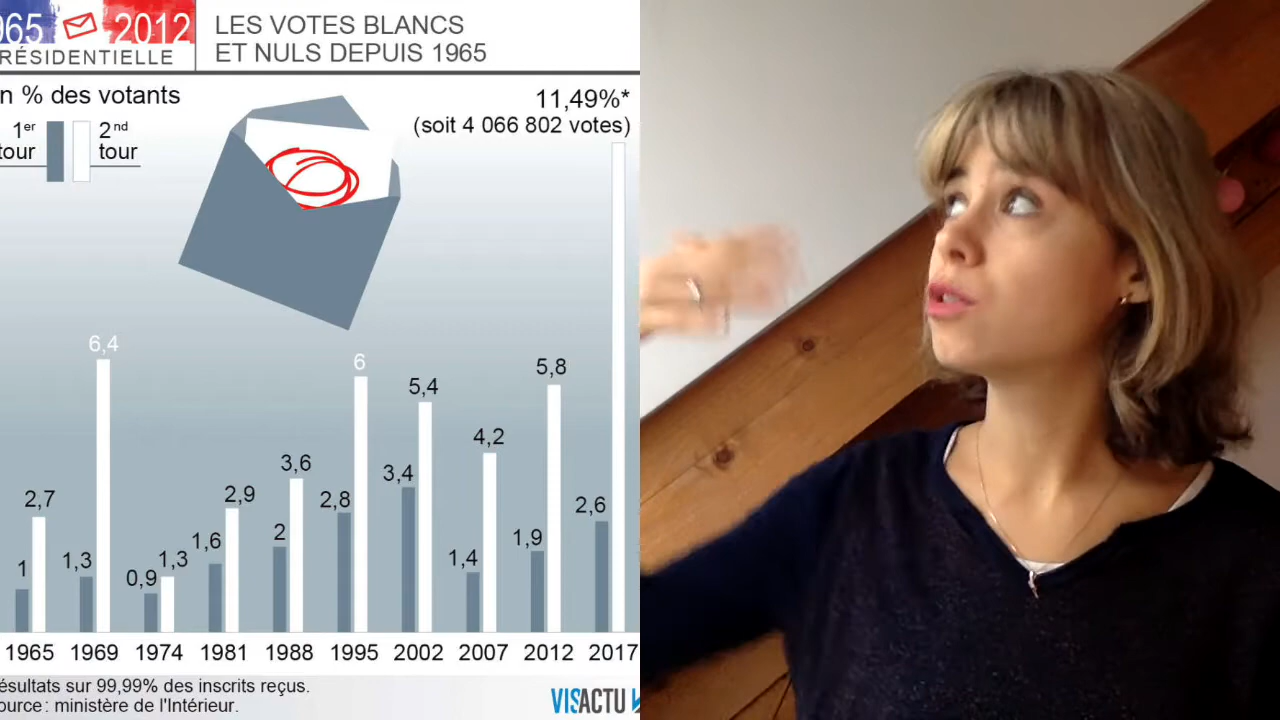 965 2012
RÉSIDENTIELLE
LES VOTES BLANCS
ET NULS DEPUIS 1965
n % des votants
1er tour
2nd tour
11,49%*
(soit 4 066 802 votes)
1 2,7
1,3 6,4
0,9 1,3
1,6 2,9
2 3,6
2,8 6
3,4 5,4
1,4 4,2
1,9 5,8
2,6
1965 1969 1974 1981 1988 1995 2002 2007 2012 2017
ésultats sur 99,99% des inscrits reçus.
ource : ministère de l'Intérieur.
VISACTU